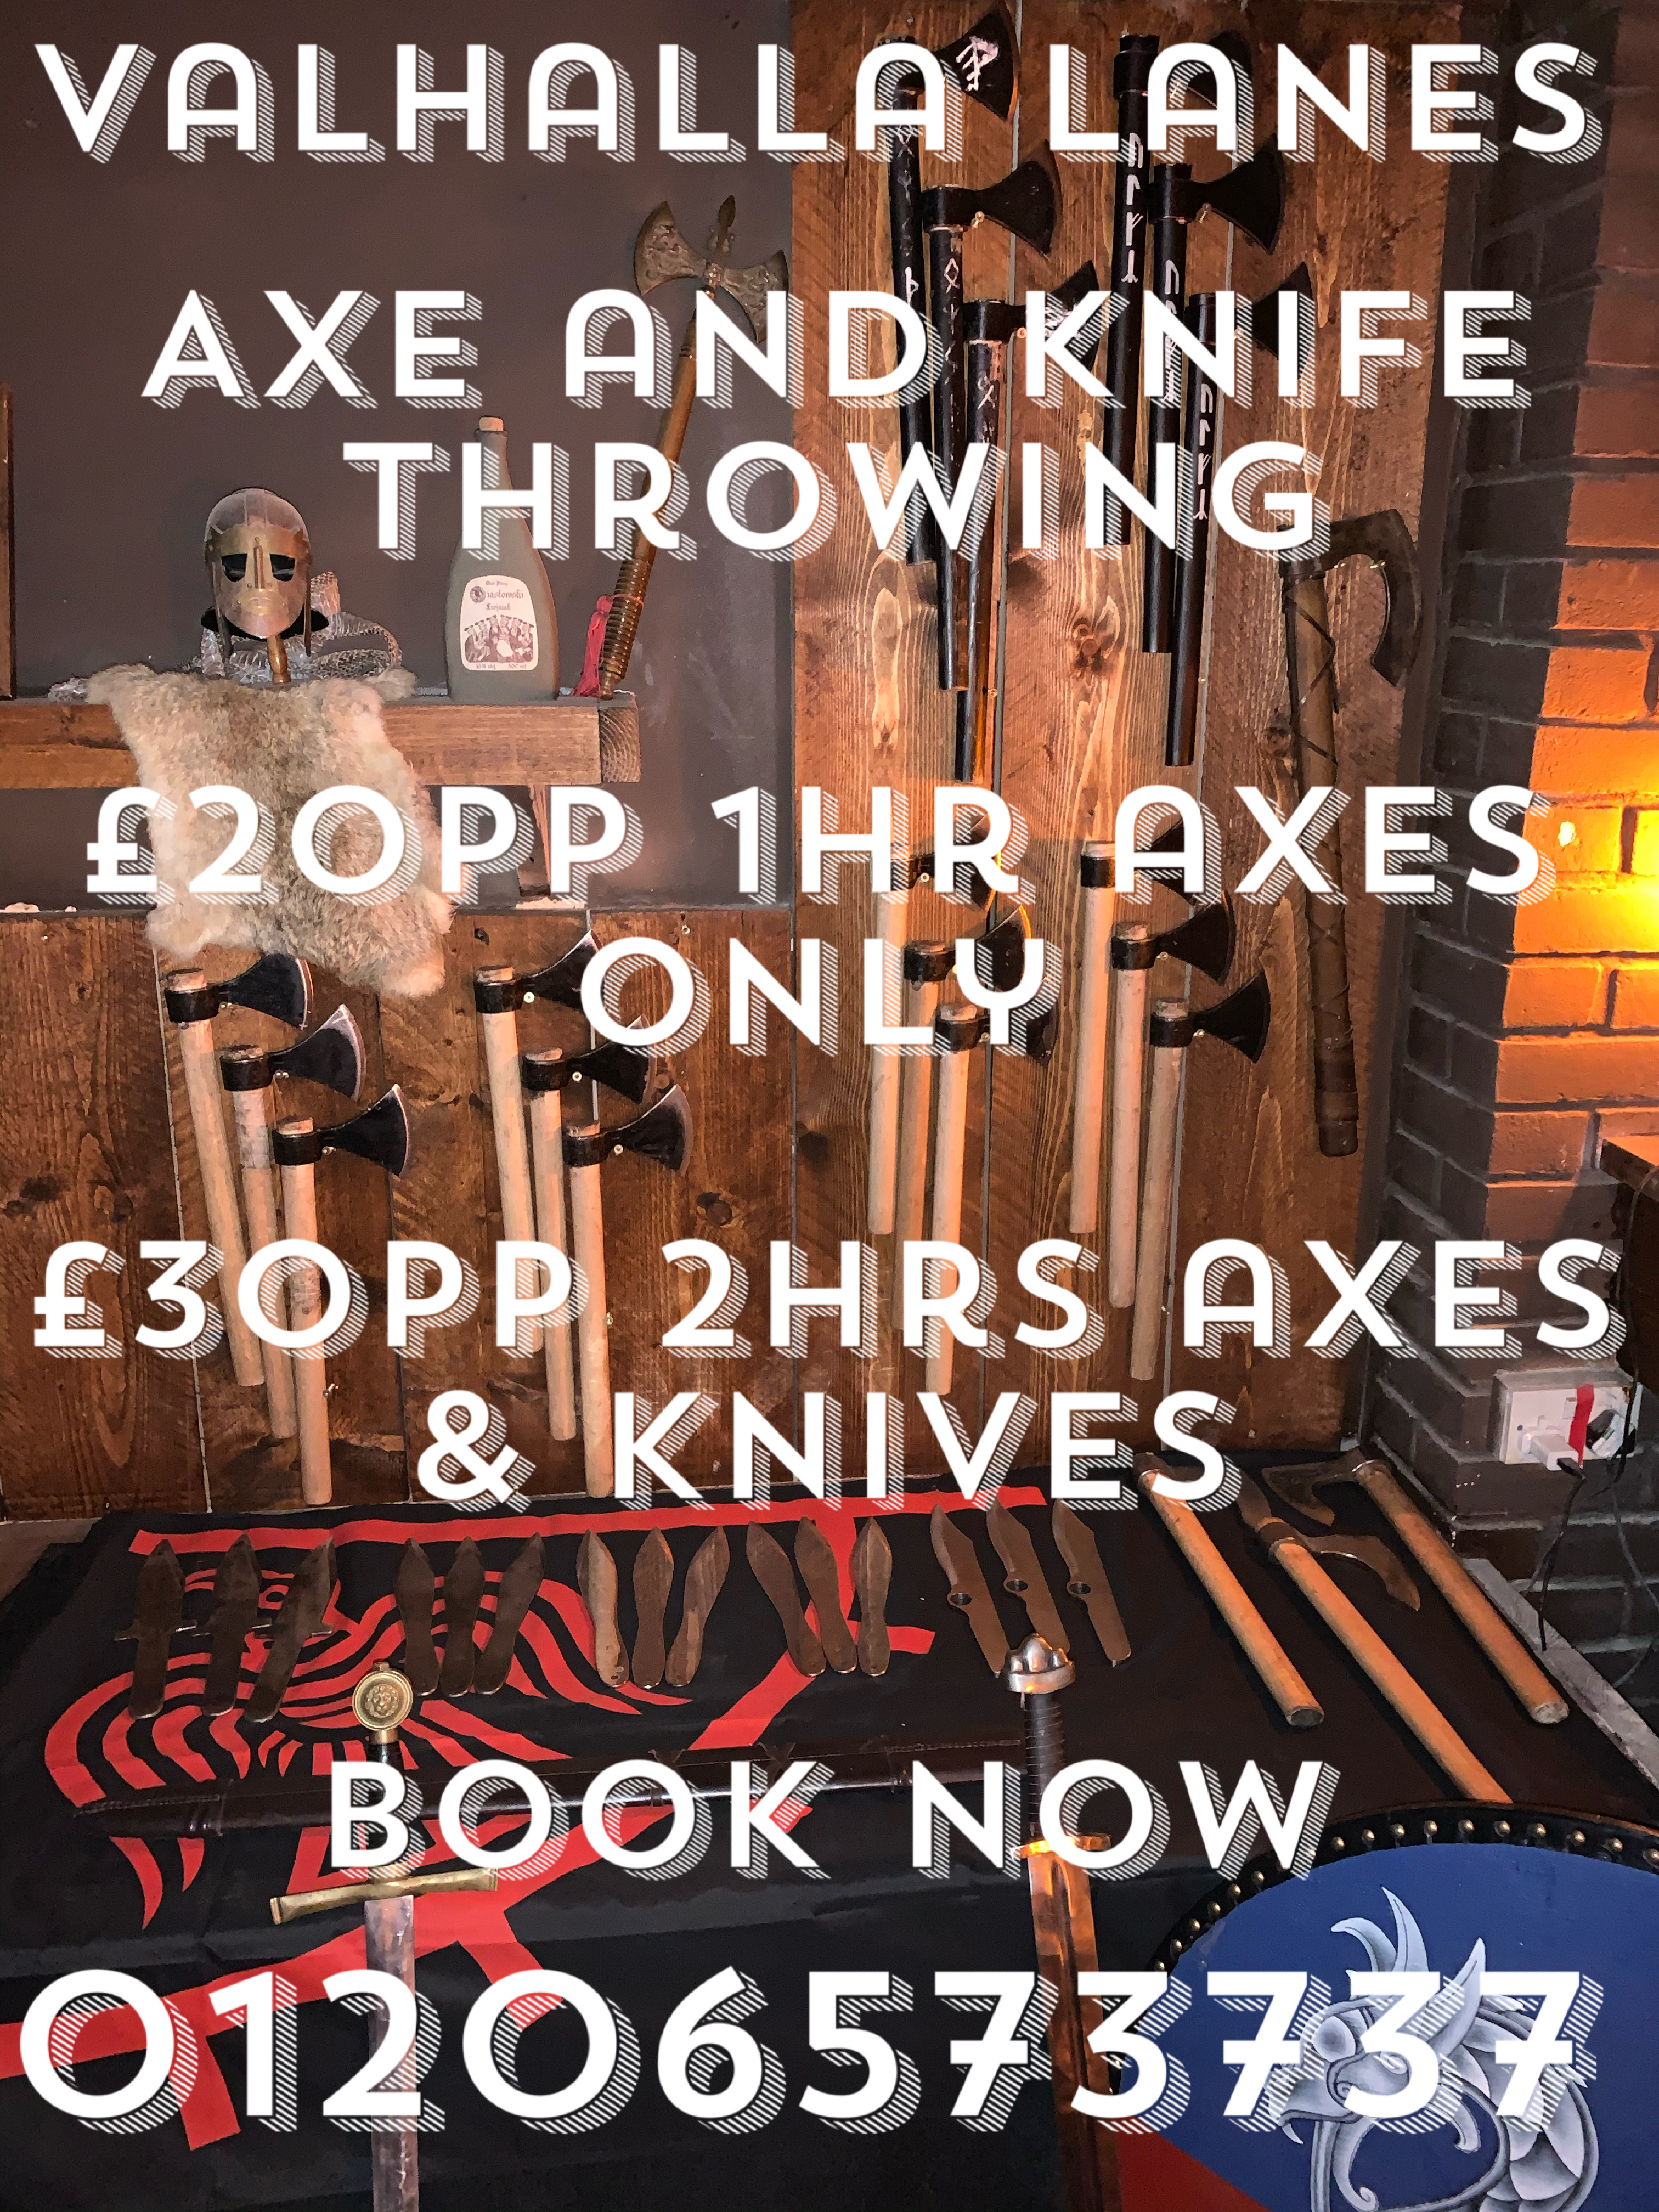 VALHALLA LANES
AXE AND KNIFE
THROWING
£20PP 1HR AXES
ONLY
£30PP 2HRS AXES
& KNIVES
BOOK NOW
01206573737